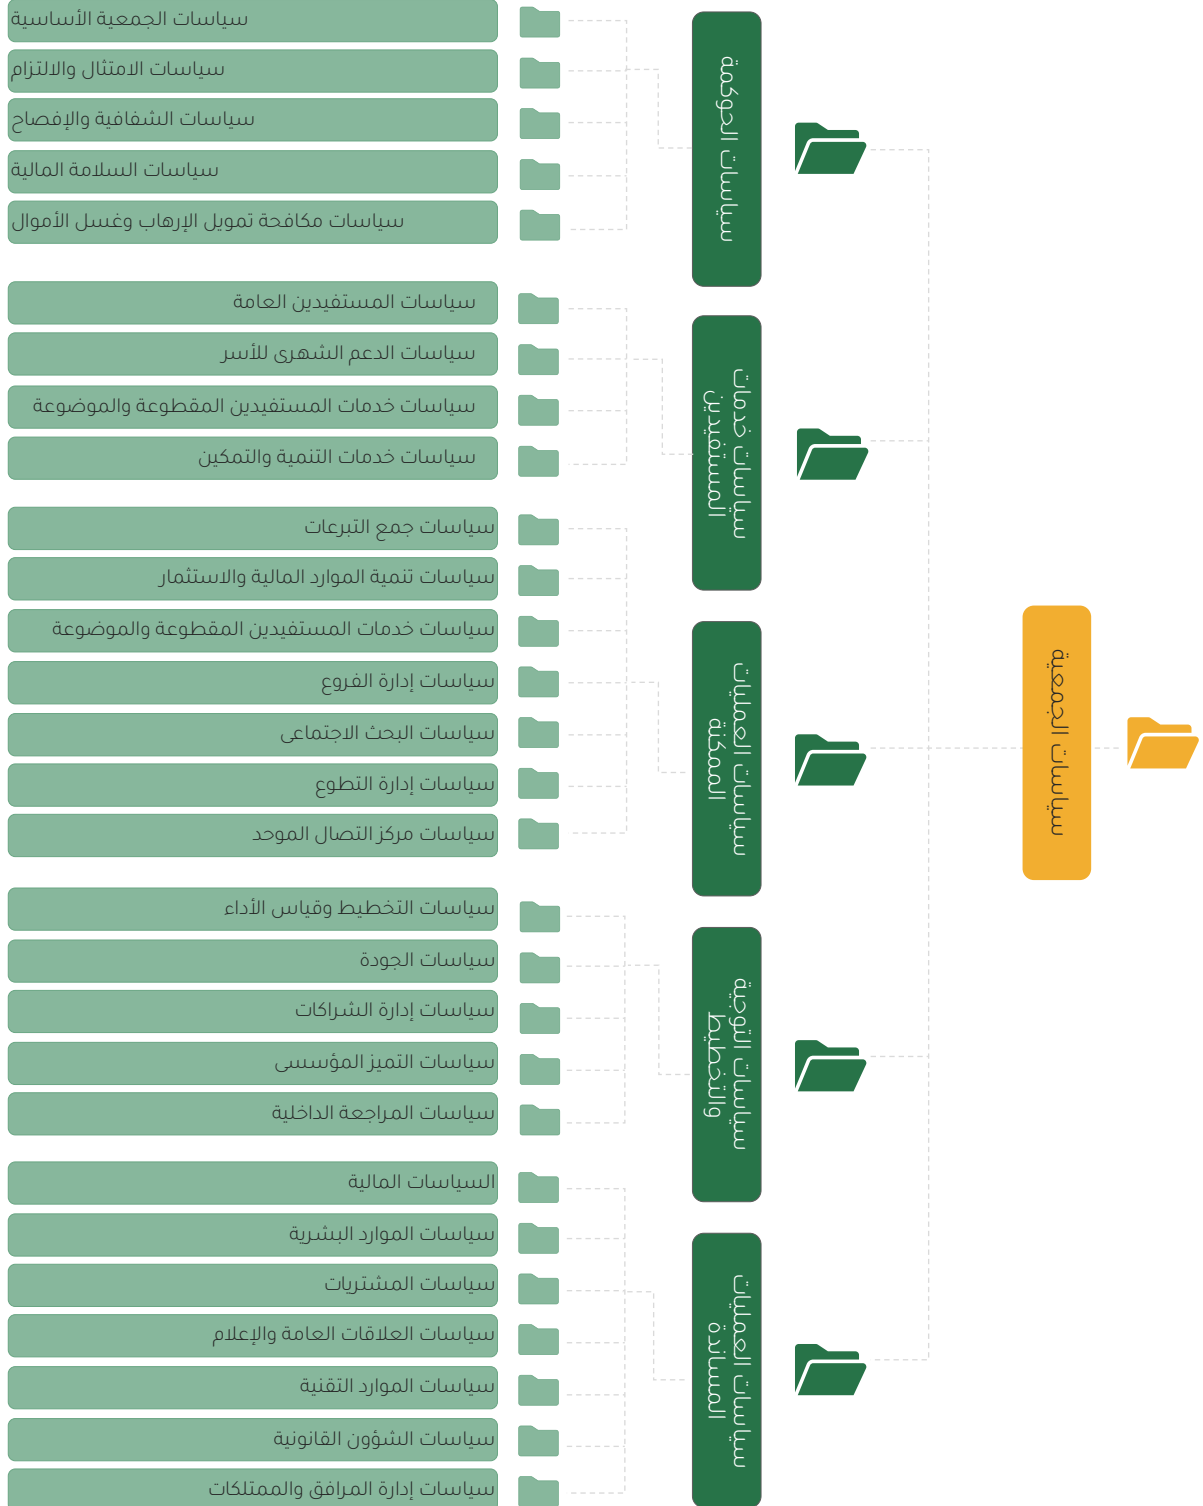 سياسات الجمعية
سياسات الحوكمة
سياسات الجمعية الأساسية
سياسات الامتثال والالتزام
سياسات الشفافية والإفصاح
سياسات السلامة المالية
سياسات مكافحة تمويل الإرهاب وغسل الأموال
سياسات خدمات
المستفيدين
سياسات المستفيدين العامة
سياسات الدعم الشهرى للأسر
سياسات خدمات المستفيدين المقطوعة والموضوعة
سياسات خدمات التنمية والتمكين
سياسات العمليات
الممكنة
سياسات جمع التبرعات
سياسات تنمية الموارد المالية والاستثمار
سياسات خدمات المستفيدين المقطوعة والموضوعة
سياسات إدارة الفروع
سياسات البحث الاجتماعى
سياسات إدارة التطوع
سياسات مركز التصال الموحد
سياسات التوجية
والتخطيط
سياسات التخطيط وقياس الأداء
سياسات الجودة
سياسات إدارة الشراكات
سياسات التميز المؤسسى
سياسات المراجعة الداخلية
سياسات العمليات
المساندة
السياسات المالية
سياسات الموارد البشرية
سياسات المشتريات
سياسات العلاقات العامة والإعلام
سياسات الموارد التقنية
سياسات الشؤون القانونية
سياسات إدارة المرافق والممتلكات